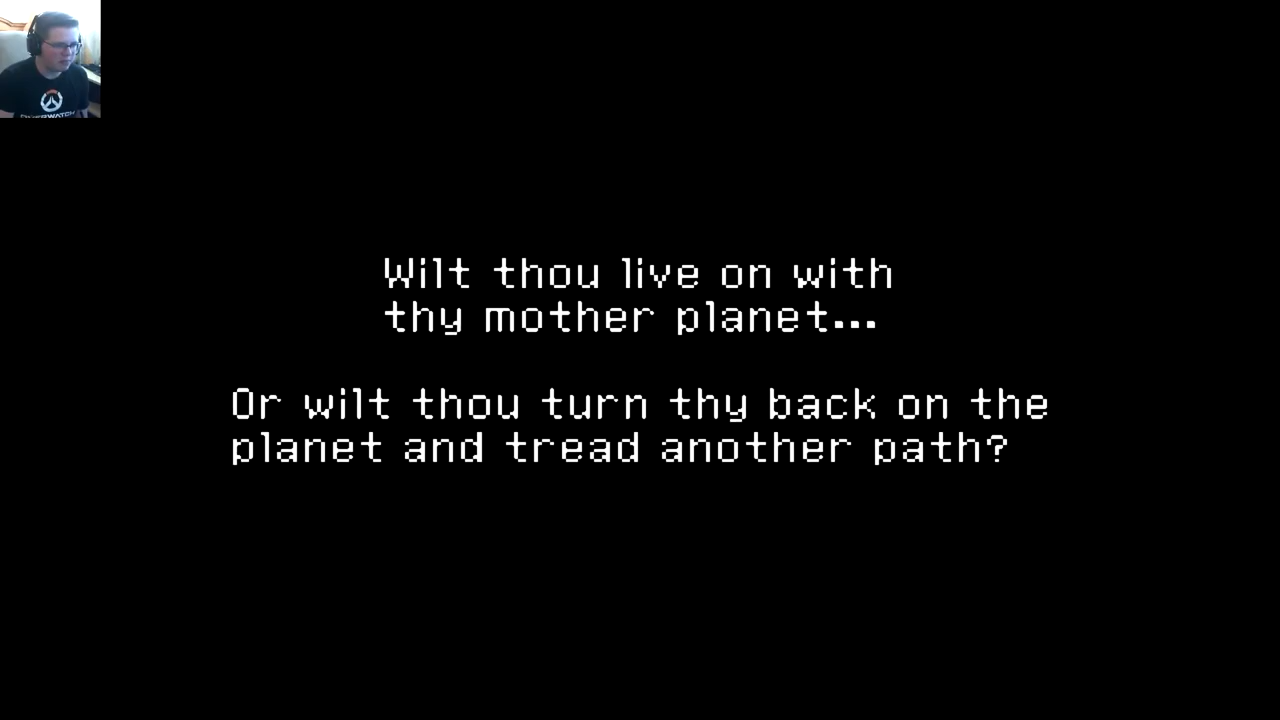 Wilt thou live on with
thy mother planet...
Or wilt thou turn thy back on the
planet and tread another path?
OVERWATCH